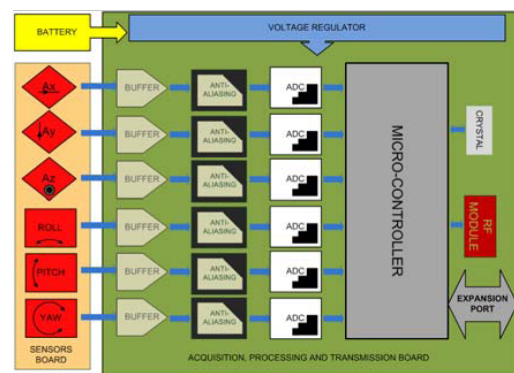 BATTERY
VOLTAGE REGULATOR
Ax
BUFFER
ANTI-
ALIASING
ADC
Ay
BUFFER
ANTI-
ALIASING
ADC
Az
BUFFER
ANTI-
ALIASING
ADC
ROLL
BUFFER
ANTI-
ALIASING
ADC
PITCH
BUFFER
ANTI-
ALIASING
ADC
YAW
BUFFER
ANTI-
ALIASING
ADC
MICRO-CONTROLLER
CRYSTAL
RF
MODULE
EXPANSION
PORT
SENSORS
BOARD
ACQUISITION, PROCESSING AND TRANSMISSION BOARD